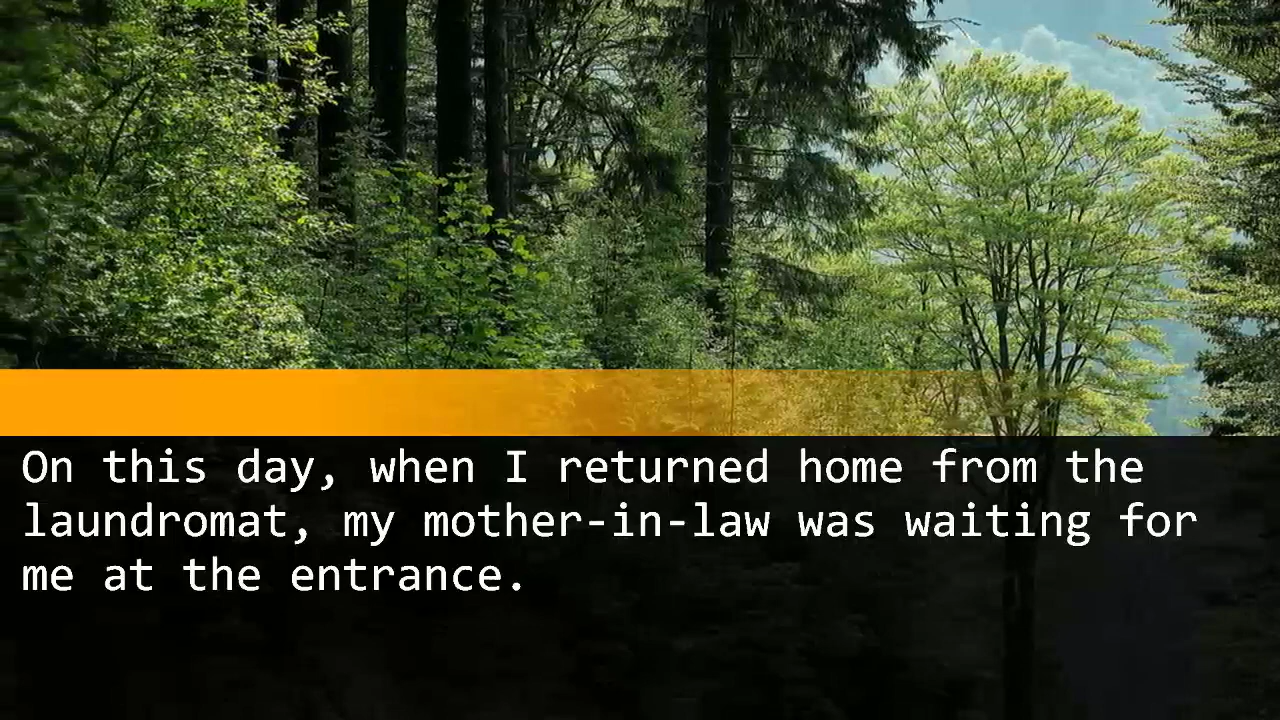 On this day, when I returned home from the
laundromat, my mother-in-law was waiting for
me at the entrance.